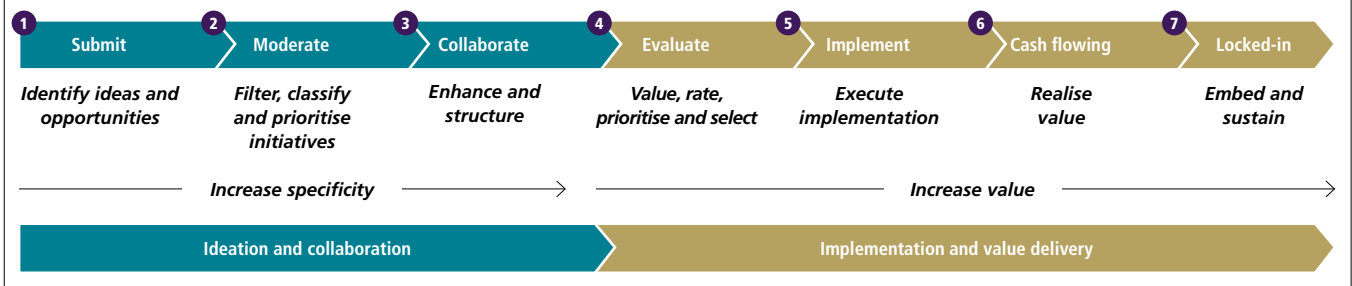 1 2 3 4 5 6 7
Submit Moderate Collaborate Evaluate Implement Cash flowing Locked-in
Identify ideas and
opportunities
Filter, classify
and prioritise
initiatives
Enhance and
structure
Value, rate,
prioritise and select
Execute
implementation
Realise
value
Embed and
sustain
Increase specificity
Increase value
Ideation and collaboration
Implementation and value delivery